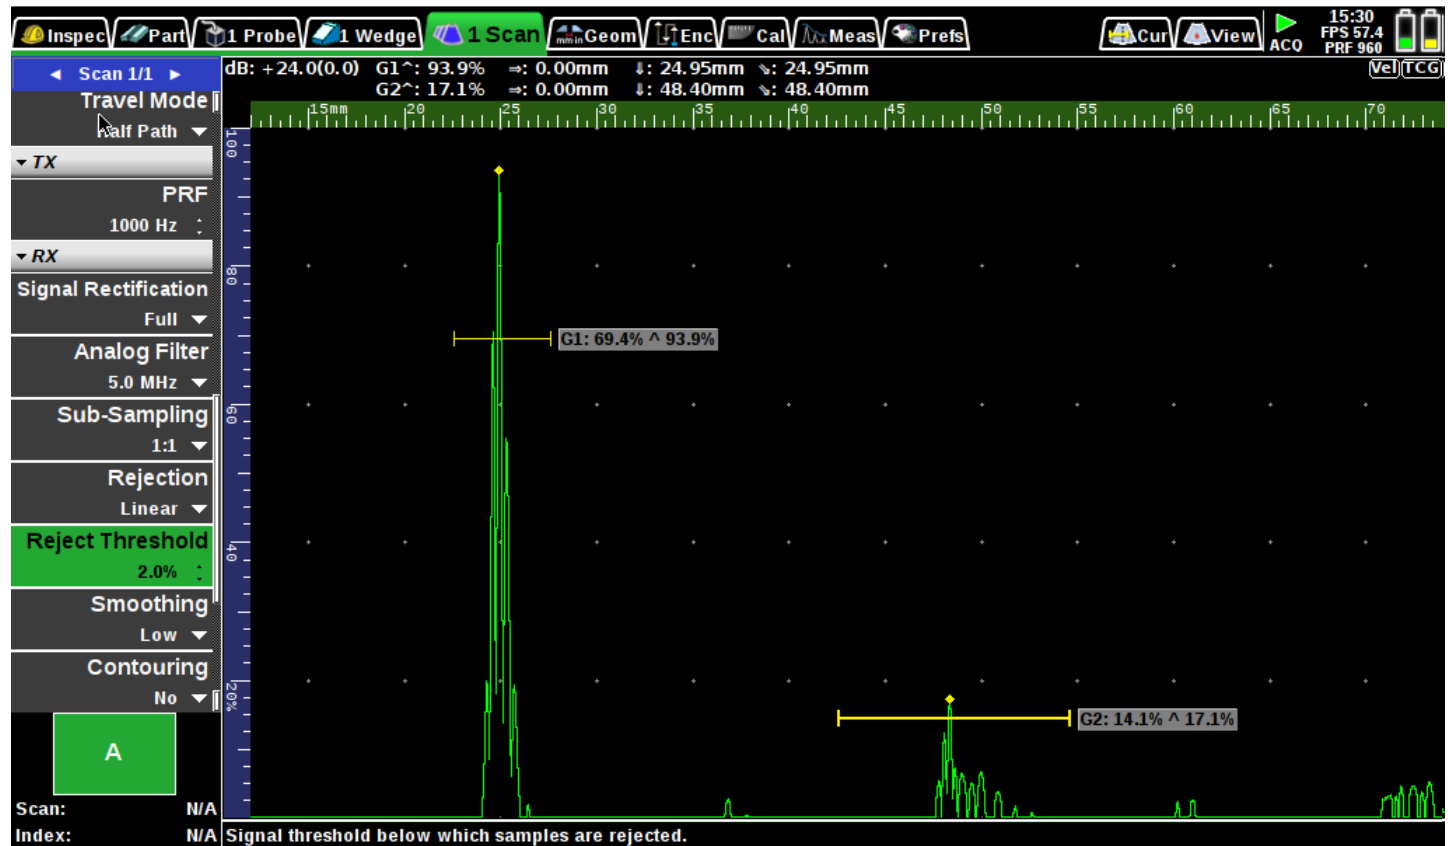 Inspec Part 1 Probe 1 Wedge 1 Scan Geom Enc Cal Meas Prefs Cur View ACQ 15:30
FPS 57.4
PRF 960
Scan 1/1
dB: +24.0(0.0) G1^: 93.9% ⇒: 0.00mm ⇓: 24.95mm ⇘: 24.95mm
G2^: 17.1% ⇒: 0.00mm ⇓: 48.40mm ⇘: 48.40mm
Vel TCG
15mm 20 25 30 35 40 45 50 55 60 65 70
Travel Mode
Half Path
TX
PRF
1000 Hz
RX
Signal Rectification
Full
Analog Filter
5.0 MHz
Sub-Sampling
1:1
Rejection
Linear
Reject Threshold
2.0%
Smoothing
Low
Contouring
No
A
Scan: N/A
Index: N/A
100
80
60
40
20%
G1: 69.4% ^ 93.9%
G2: 14.1% ^ 17.1%
Signal threshold below which samples are rejected.